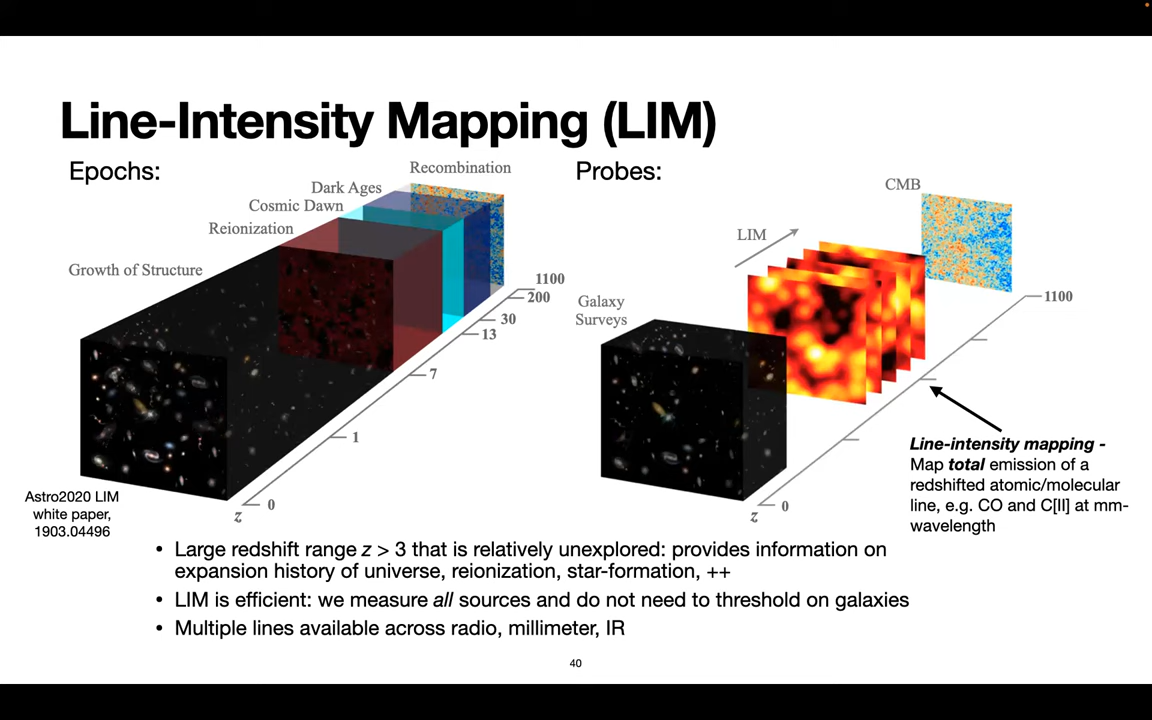 Line-Intensity Mapping (LIM)
Epochs:
Recombination
Dark Ages
Cosmic Dawn
Reionization
Growth of Structure
1100
200
30
13
7
1
0
z
Astro2020 LIM
white paper,
1903.04496
Probes:
CMB
LIM
Galaxy
Surveys
1100
0
z
Line-intensity mapping -
Map total emission of a
redshifted atomic/molecular
line, e.g. CO and C[II] at mm-
wavelength
• Large redshift range z > 3 that is relatively unexplored: provides information on
expansion history of universe, reionization, star-formation, ++
• LIM is efficient: we measure all sources and do not need to threshold on galaxies
• Multiple lines available across radio, millimeter, IR
40